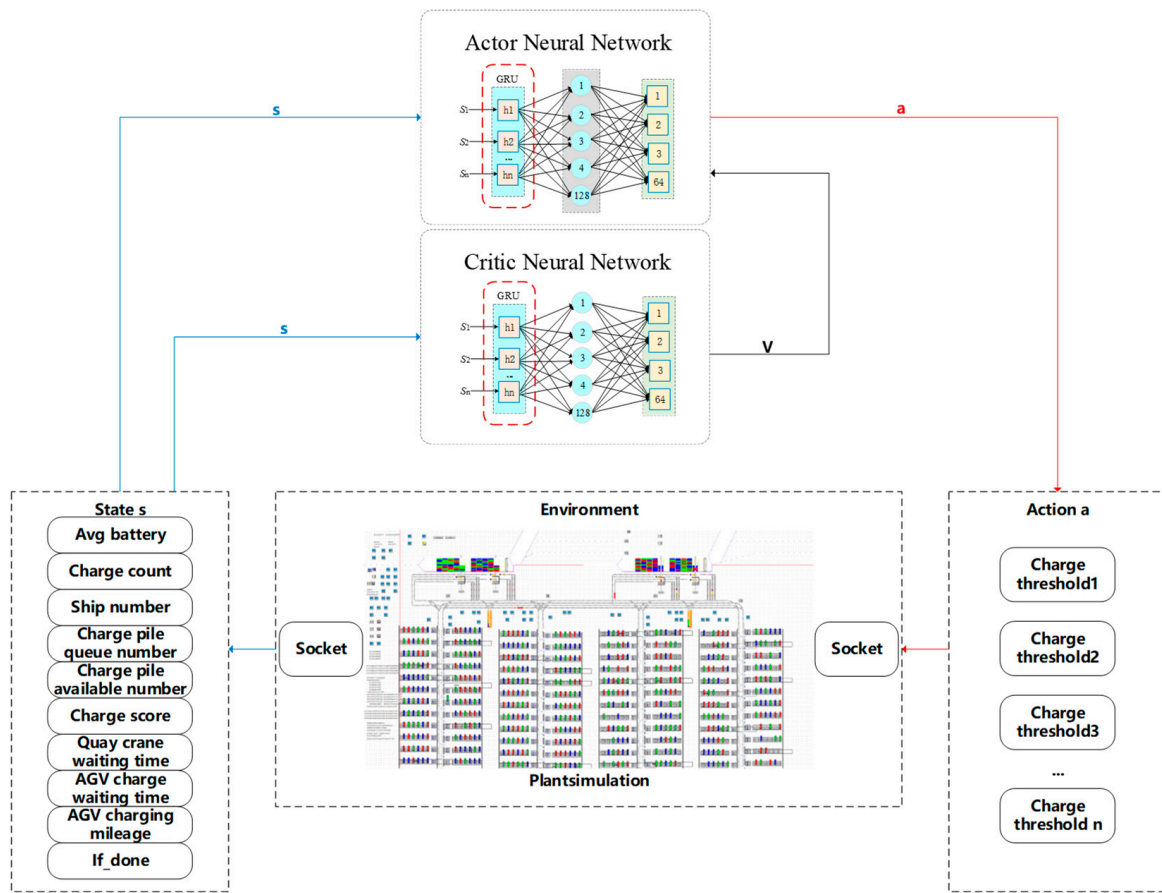 Actor Neural Network
GRU
S1
h1
S2
h2
...
Sn
hn
1
2
3
4
128
1
2
3
64
s
a
Critic Neural Network
GRU
S1
h1
S2
h2
...
Sn
hn
1
2
3
4
128
1
2
3
64
s
V
State s
Avg battery
Charge count
Ship number
Charge pile
queue number
Charge pile
available number
Charge score
Quay crane
waiting time
AGV charge
waiting time
AGV charging
mileage
If_done
Environment
Socket
Socket
Plantsimulation
Action a
Charge
threshold1
Charge
threshold2
Charge
threshold3
...
Charge
threshold n